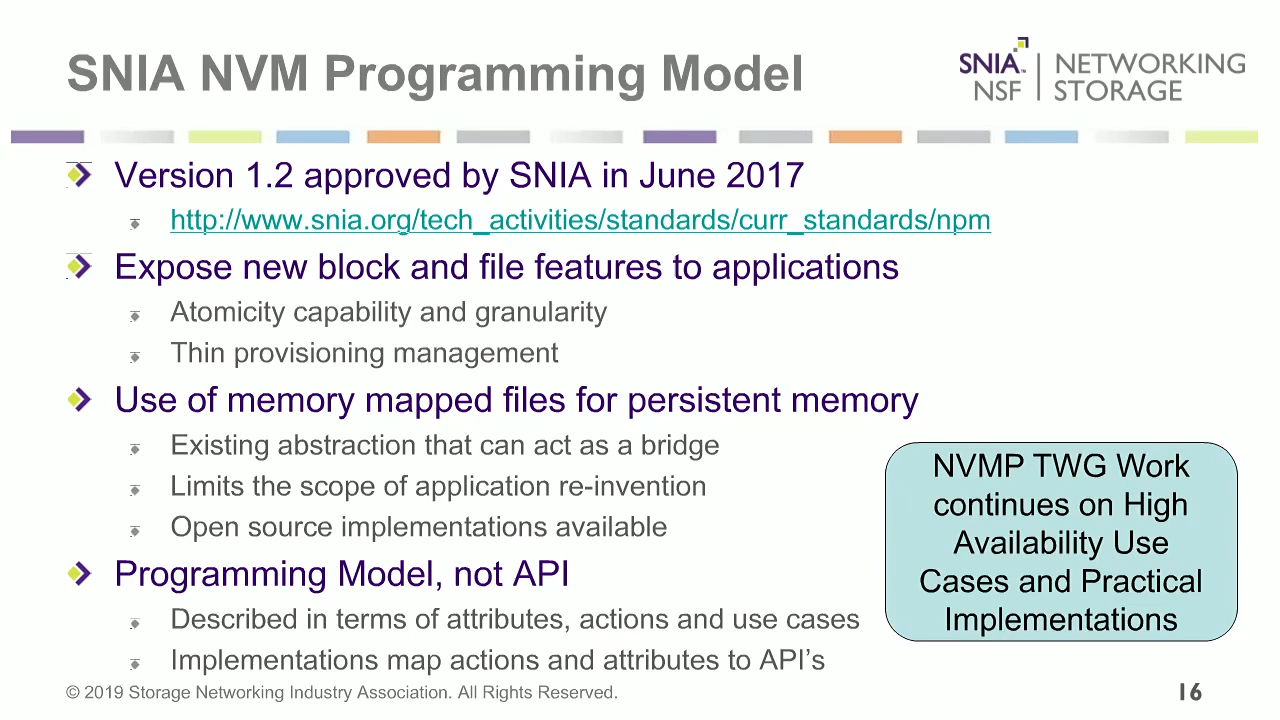 SNIA NVM Programming Model
SNIA™ NSF | NETWORKING STORAGE
Version 1.2 approved by SNIA in June 2017
http://www.snia.org/tech_activities/standards/curr_standards/npm
Expose new block and file features to applications
Atomicity capability and granularity
Thin provisioning management
Use of memory mapped files for persistent memory
Existing abstraction that can act as a bridge
Limits the scope of application re-invention
Open source implementations available
Programming Model, not API
Described in terms of attributes, actions and use cases
Implementations map actions and attributes to API’s
NVMP TWG Work
continues on High
Availability Use
Cases and Practical
Implementations
© 2019 Storage Networking Industry Association. All Rights Reserved.
16